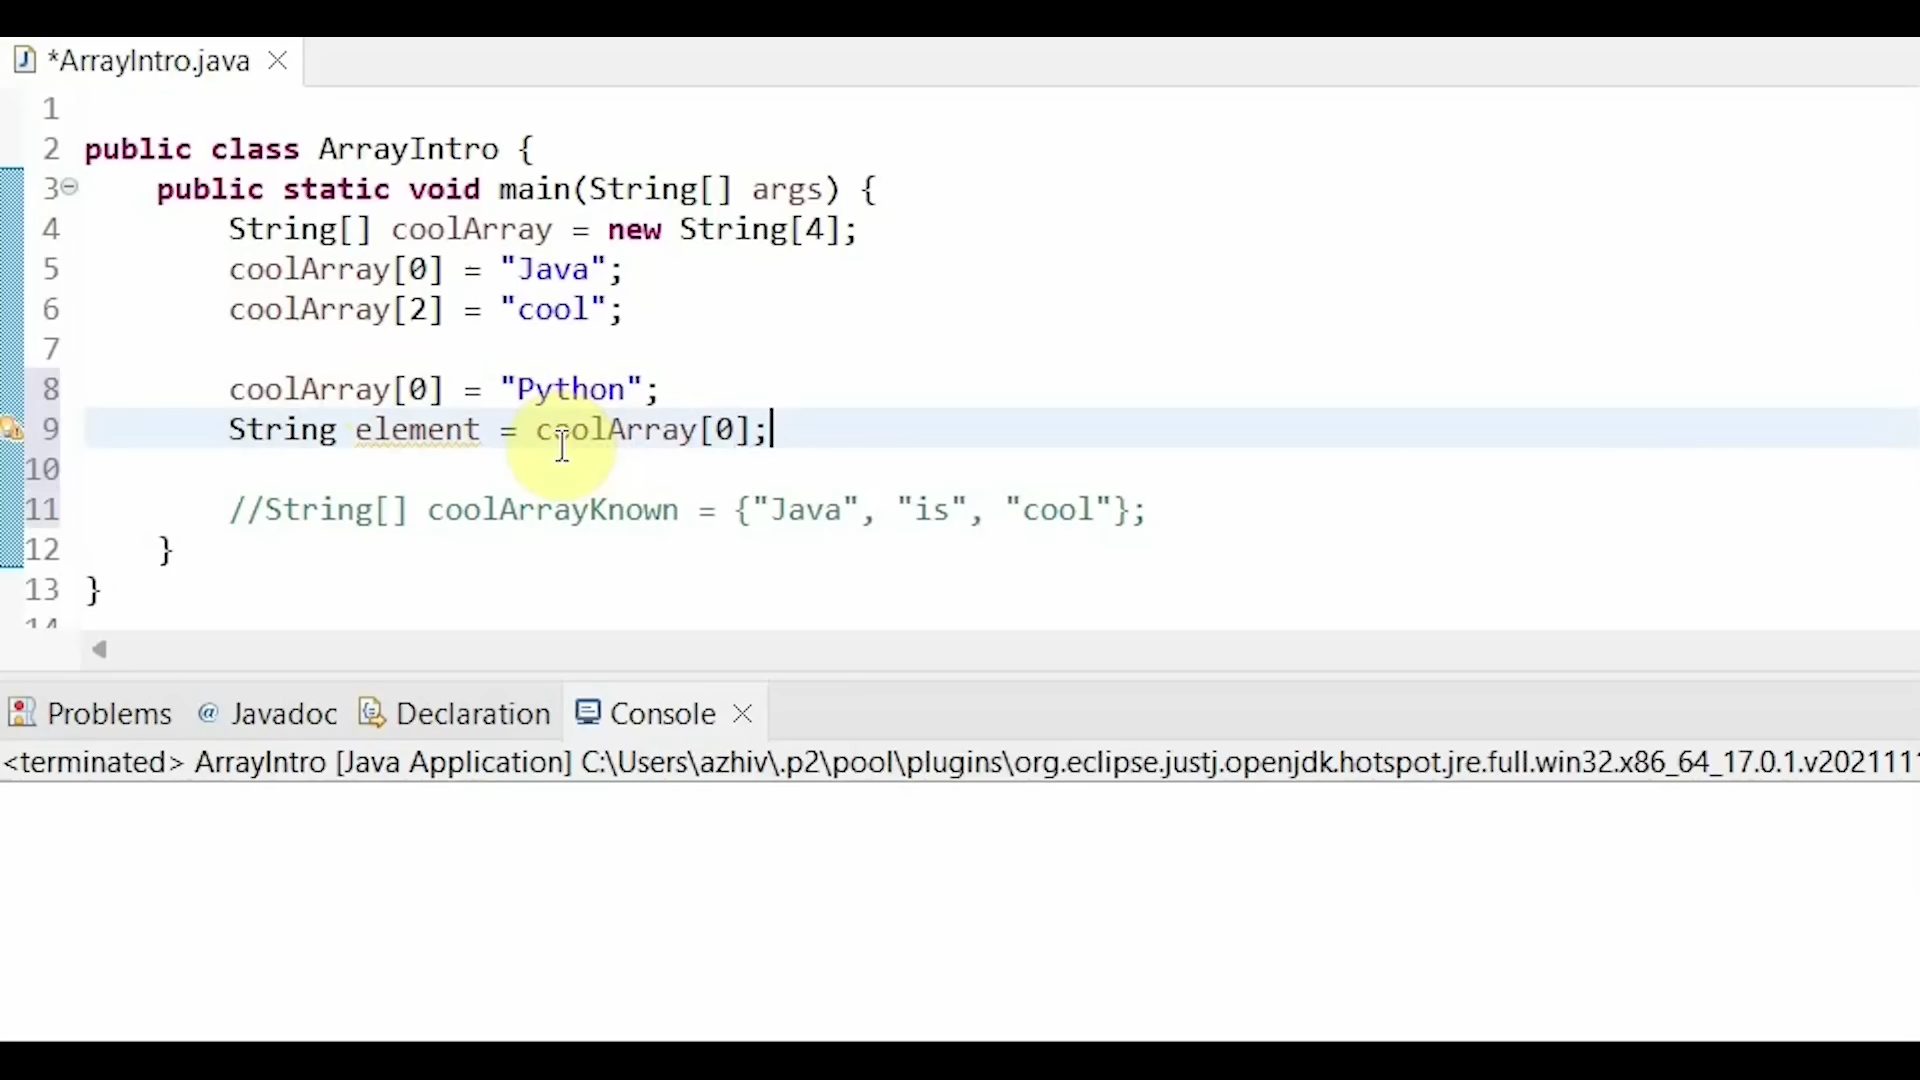 *ArrayIntro.java
1
2 public class ArrayIntro {
3 public static void main(String[] args) {
4 String[] coolArray = new String[4];
5 coolArray[0] = "Java";
6 coolArray[2] = "cool";
7
8 coolArray[0] = "Python";
9 String element = coolArray[0];
10
11 //String[] coolArrayKnown = {"Java", "is", "cool"};
12 }
13 }
14
Problems @ Javadoc Declaration Console
<terminated> ArrayIntro [Java Application] C:\Users\azhiv\.p2\pool\plugins\org.eclipse.justj.openjdk.hotspot.jre.full.win32.x86_64_17.0.1.v2021111